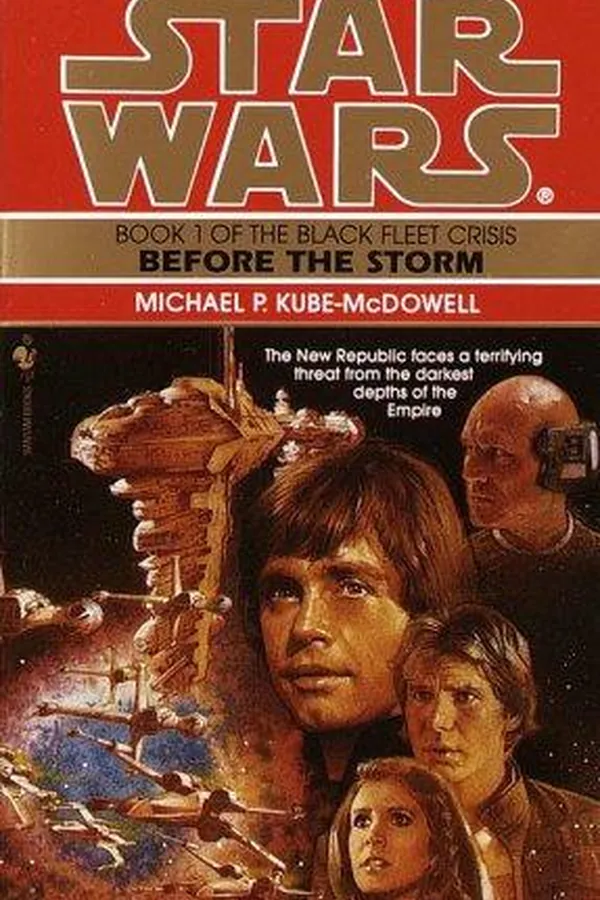 STAR
WARS®
BOOK 1 OF THE BLACK FLEET CRISIS
BEFORE THE STORM
MICHAEL P. KUBE-McDOWELL
The New Republic faces a terrifying
threat from the darkest
depths of the
Empire